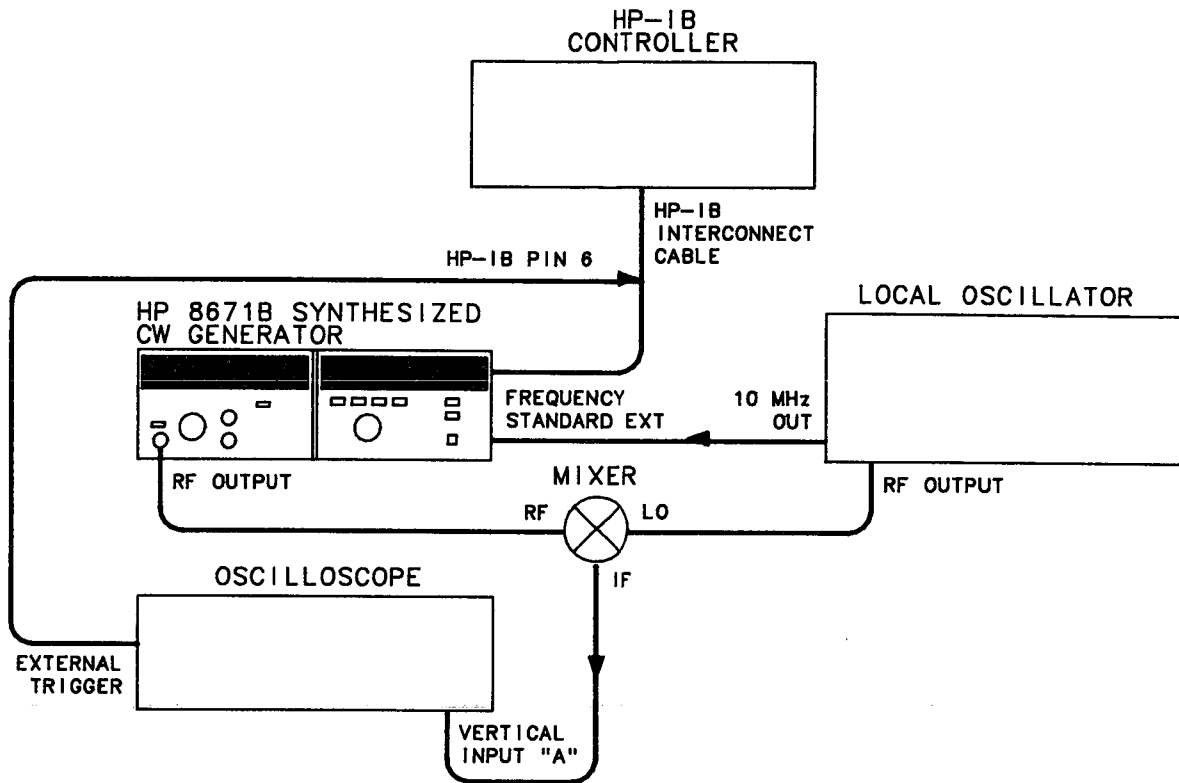 HP-IB
CONTROLLER
HP-IB
INTERCONNECT
CABLE
HP-IB PIN 6
HP 8671B SYNTHESIZED
CW GENERATOR
LOCAL OSCILLATOR
FREQUENCY
STANDARD EXT
10 MHz
OUT
RF OUTPUT
MIXER
RF OUTPUT
RF
LO
IF
OSCILLOSCOPE
EXTERNAL
TRIGGER
VERTICAL
INPUT "A"